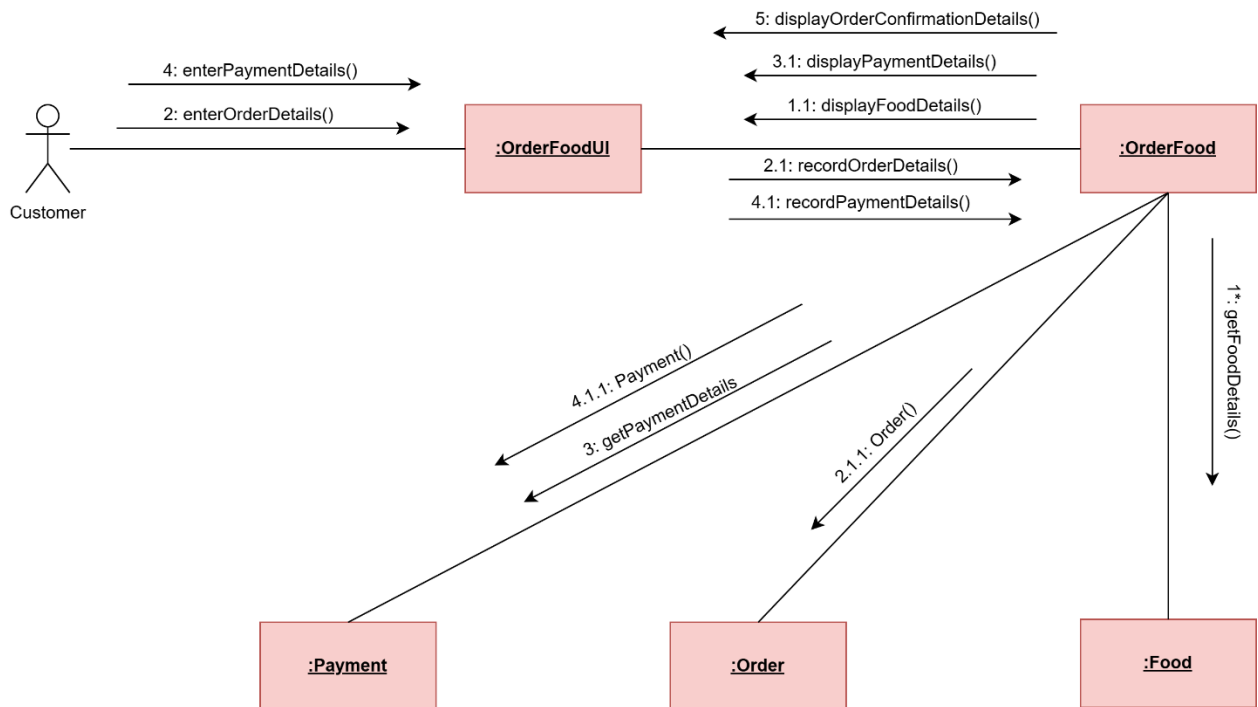 5: displayOrderConfirmationDetails()
4: enterPaymentDetails()
3.1: displayPaymentDetails()
2: enterOrderDetails()
1.1: displayFoodDetails()
:OrderFoodUI
:OrderFood
2.1: recordOrderDetails()
4.1: recordPaymentDetails()
Customer
1*: getFoodDetails()
4.1.1: Payment()
3: getPaymentDetails
2.1.1: Order()
:Payment
:Order
:Food